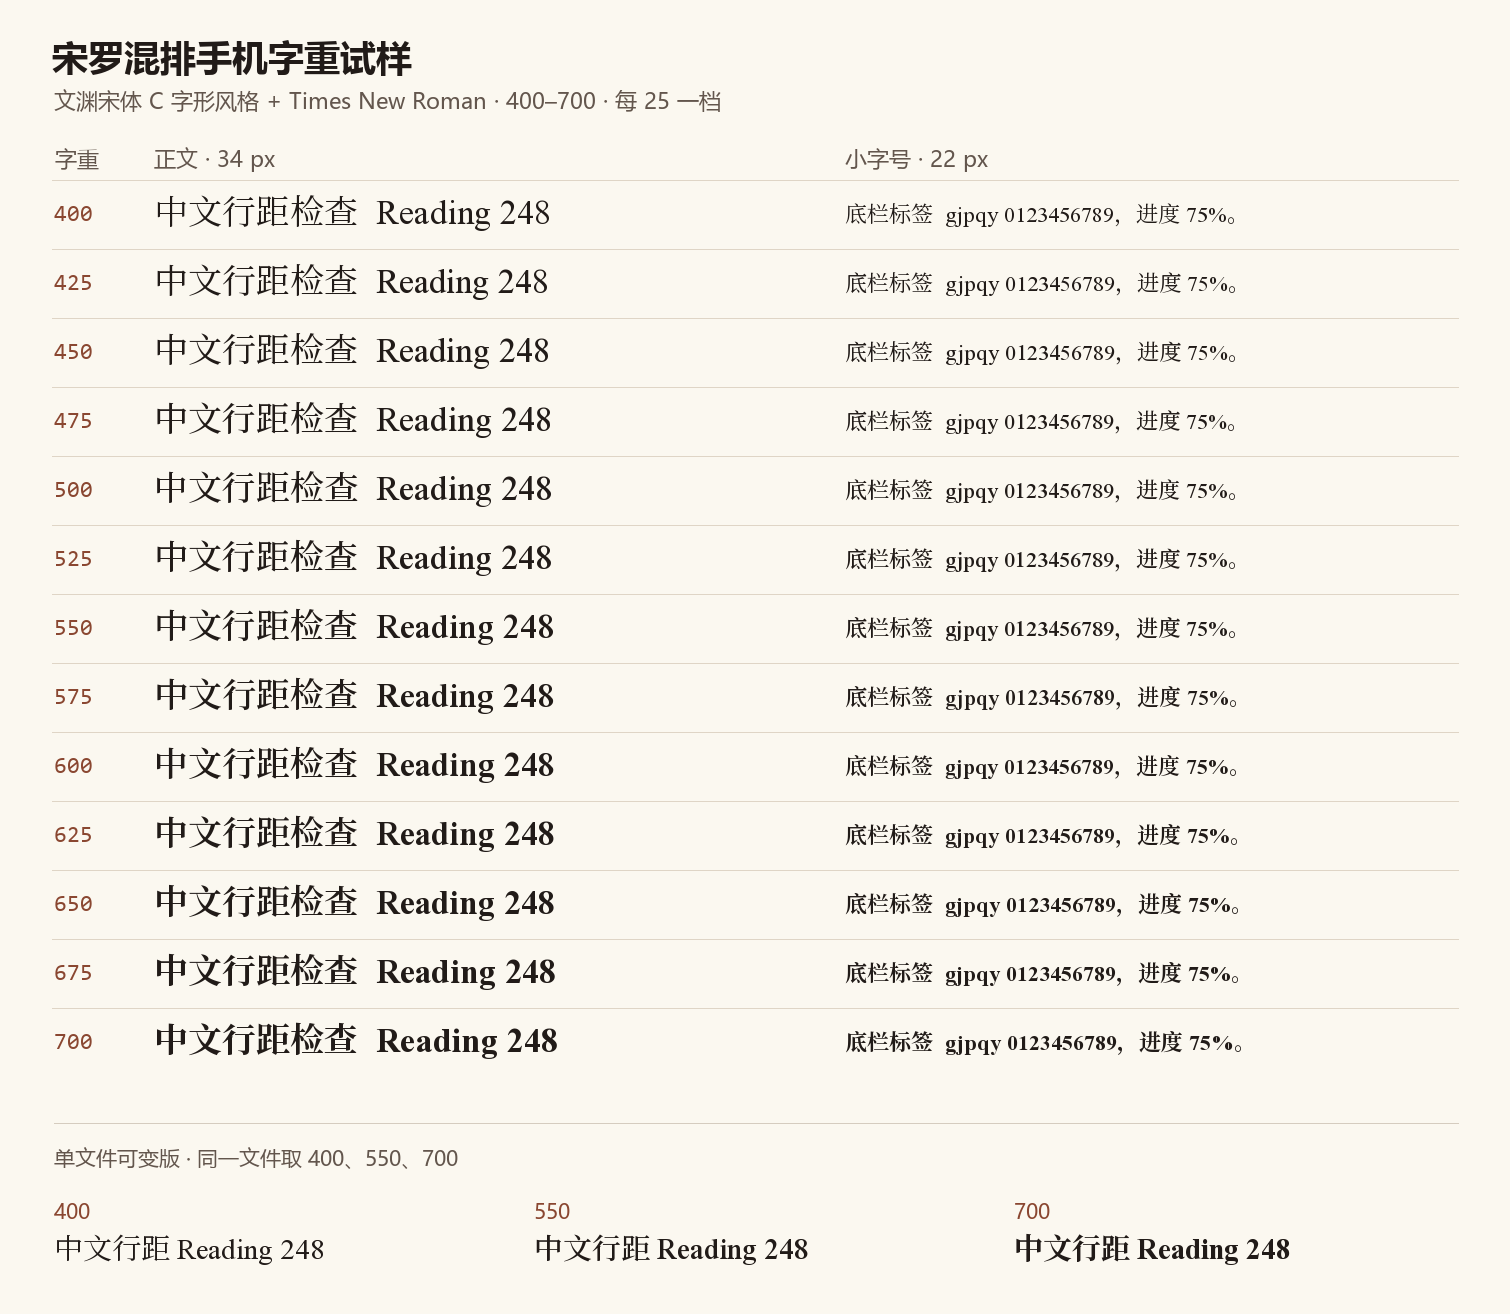 宋罗混排手机字重试样
文渊宋体 C 字形风格 + Times New Roman · 400–700 · 每 25 一档
字重 正文 · 34 px 小字号 · 22 px
400 中文行距检查 Reading 248 底栏标签 gjpqy 0123456789，进度 75%。
425 中文行距检查 Reading 248 底栏标签 gjpqy 0123456789，进度 75%。
450 中文行距检查 Reading 248 底栏标签 gjpqy 0123456789，进度 75%。
475 中文行距检查 Reading 248 底栏标签 gjpqy 0123456789，进度 75%。
500 中文行距检查 Reading 248 底栏标签 gjpqy 0123456789，进度 75%。
525 中文行距检查 Reading 248 底栏标签 gjpqy 0123456789，进度 75%。
550 中文行距检查 Reading 248 底栏标签 gjpqy 0123456789，进度 75%。
575 中文行距检查 Reading 248 底栏标签 gjpqy 0123456789，进度 75%。
600 中文行距检查 Reading 248 底栏标签 gjpqy 0123456789，进度 75%。
625 中文行距检查 Reading 248 底栏标签 gjpqy 0123456789，进度 75%。
650 中文行距检查 Reading 248 底栏标签 gjpqy 0123456789，进度 75%。
675 中文行距检查 Reading 248 底栏标签 gjpqy 0123456789，进度 75%。
700 中文行距检查 Reading 248 底栏标签 gjpqy 0123456789，进度 75%。
单文件可变版 · 同一文件取 400、550、700
400 550 700
中文行距 Reading 248 中文行距 Reading 248 中文行距 Reading 248